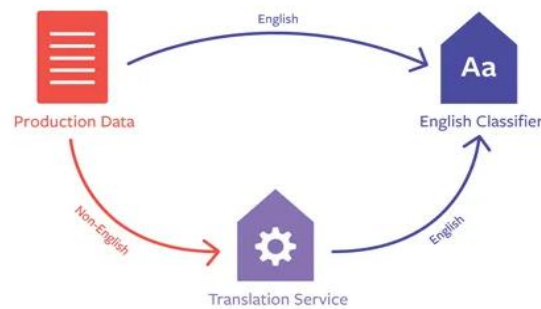 English
Aa
Production Data
English Classifier
Non-English
English
Translation Service